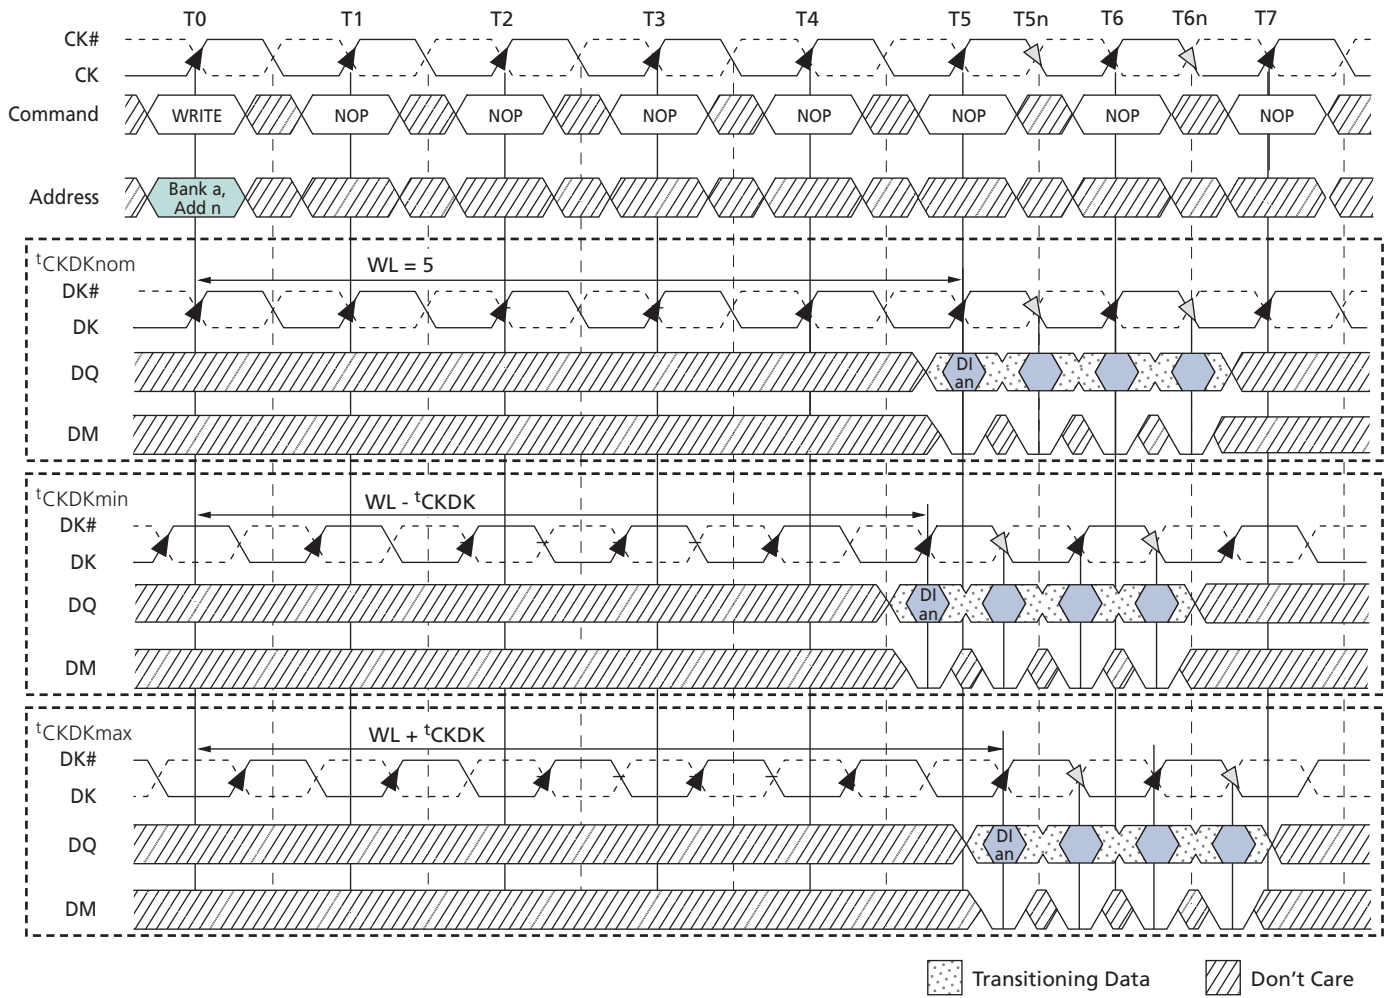 T0 T1 T2 T3 T4 T5 T5n T6 T6n T7
CK#
CK
Command WRITE NOP NOP NOP NOP NOP NOP NOP
Address Bank a,
Add n
tCKDKnom
WL = 5
DK#
DK
DQ DI
an
DM
tCKDKmin
WL - tCKDK
DK#
DK
DQ DI
an
DM
tCKDKmax
WL + tCKDK
DK#
DK
DQ DI
an
DM
Transitioning Data Don't Care